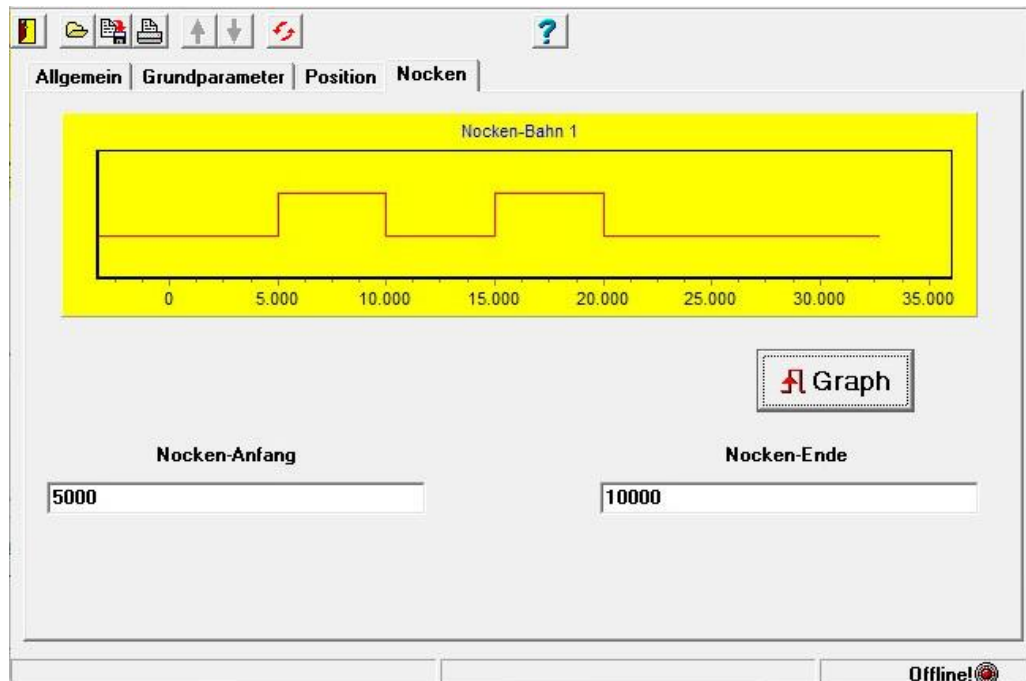 ?
Allgemein Grundparameter Position Nocken
Nocken-Bahn 1
0 5.000 10.000 15.000 20.000 25.000 30.000 35.000
Graph
Nocken-Anfang Nocken-Ende
5000 10000
Offline!